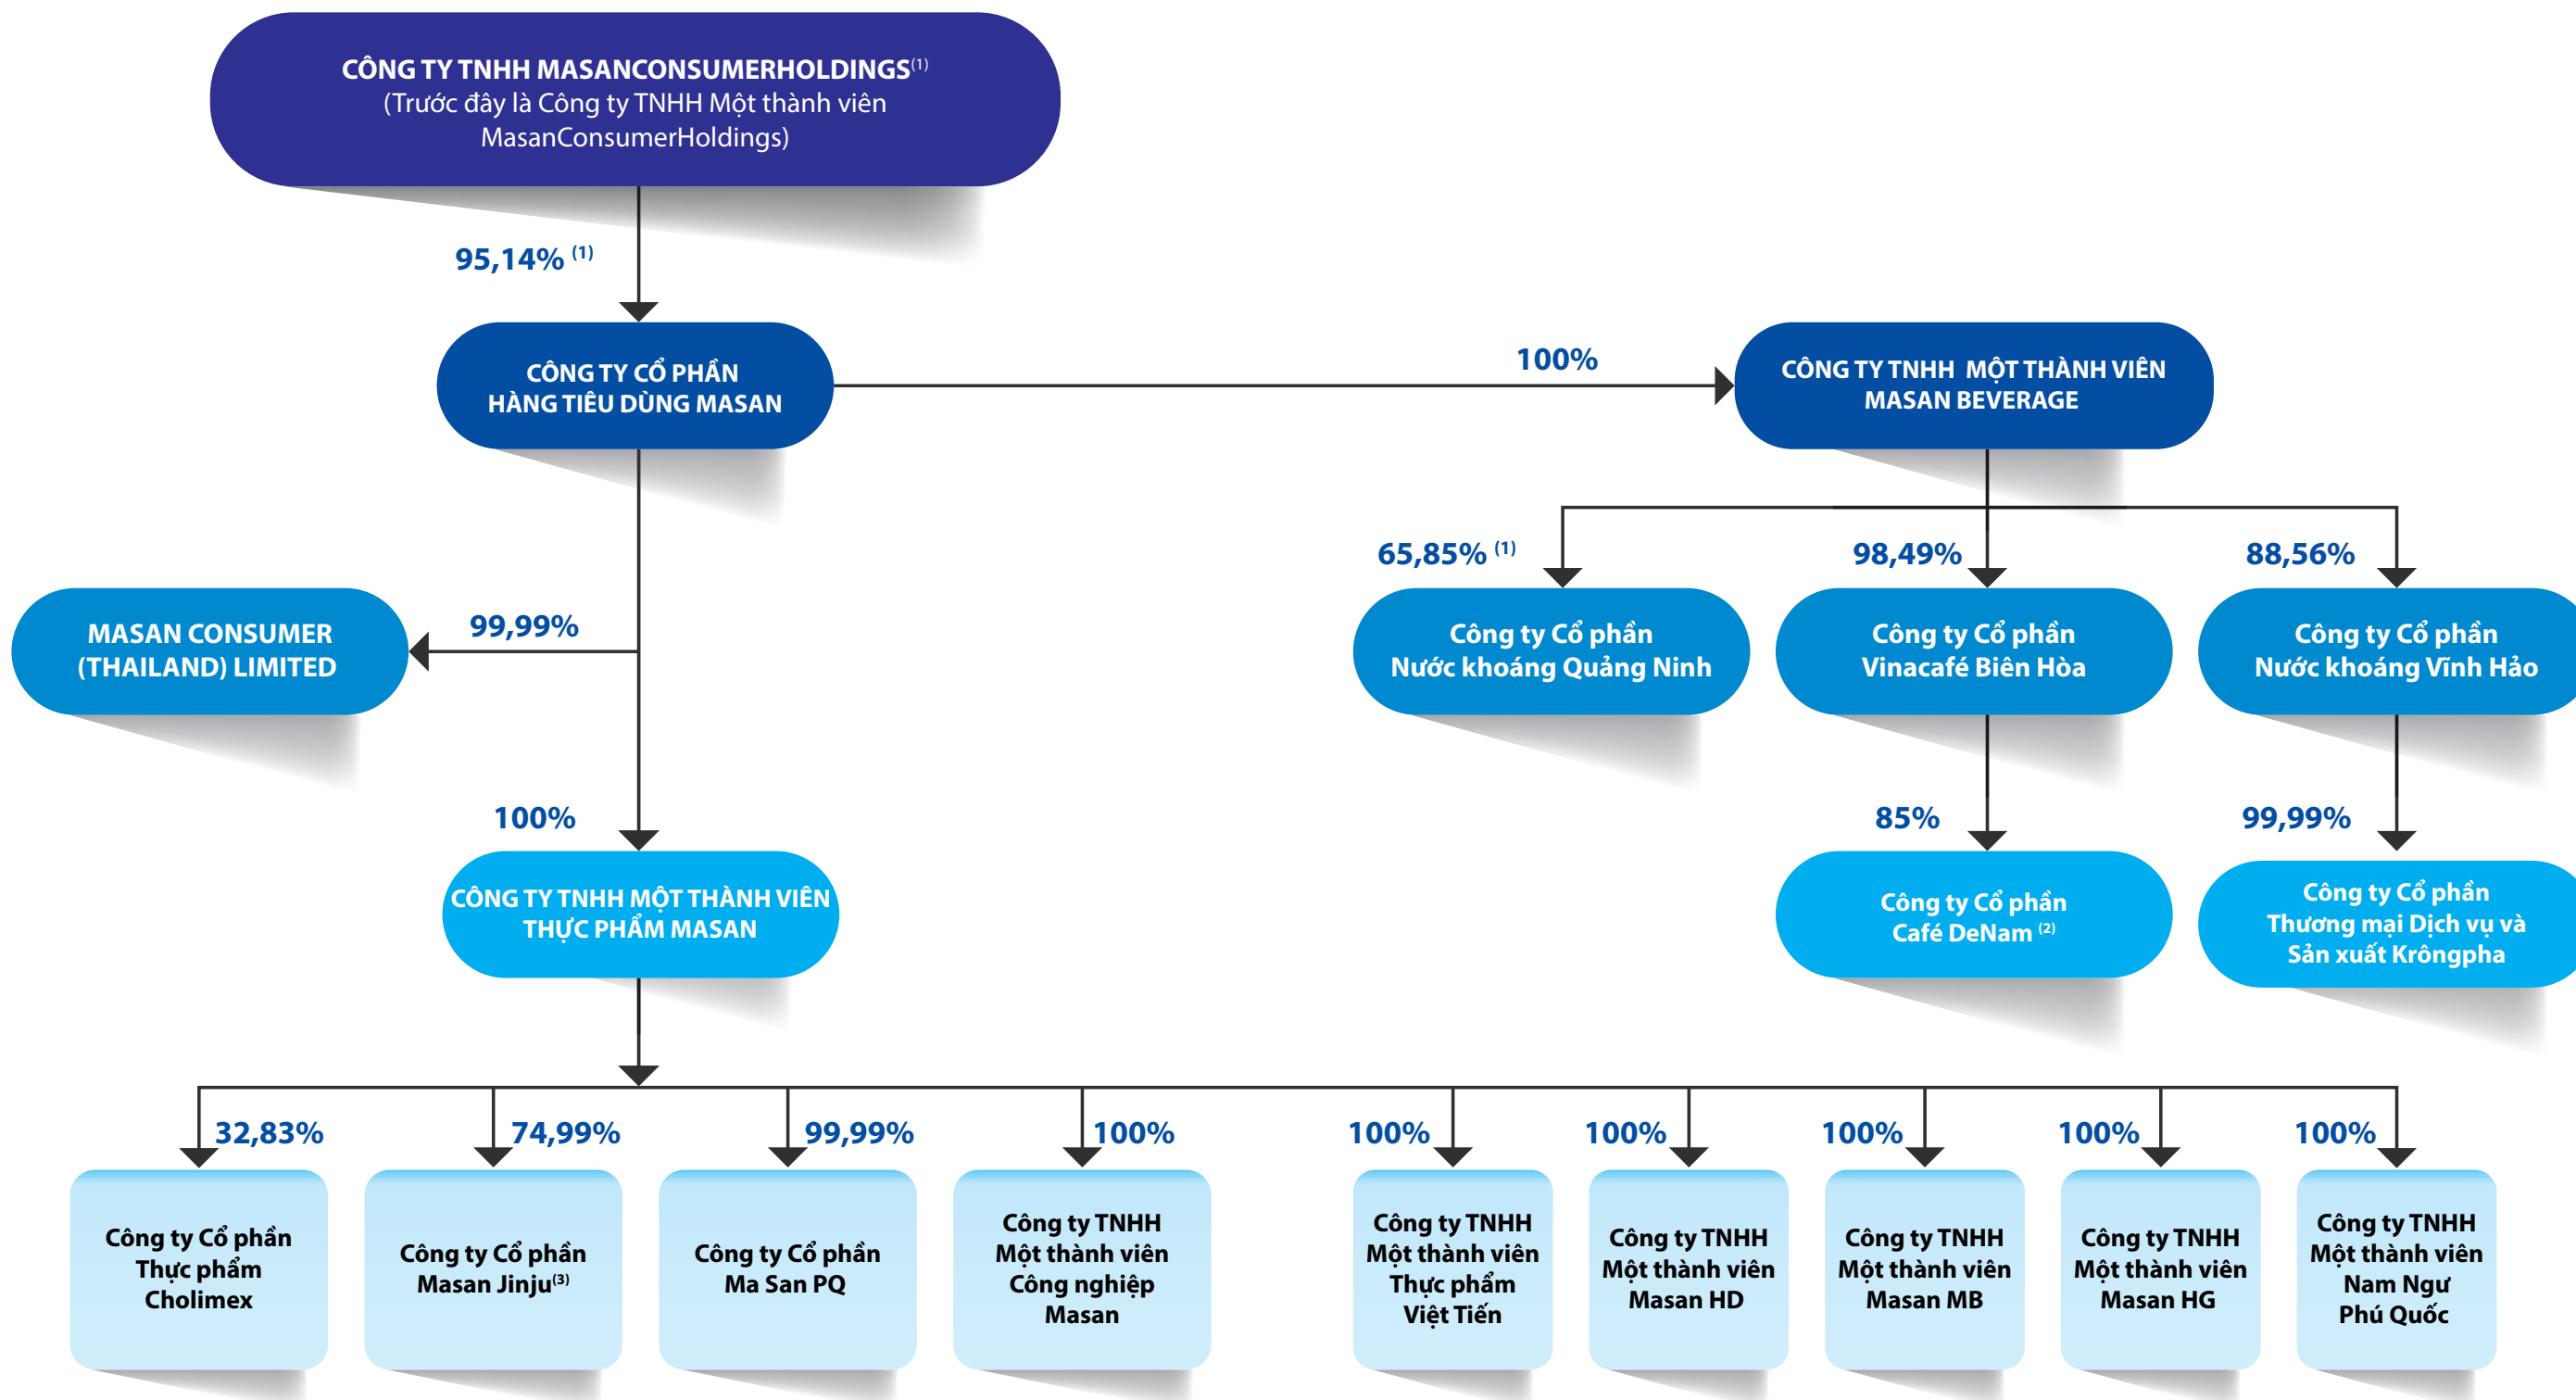 CÔNG TY TNHH MASANCONSUMERHOLDINGS(1)
(Trước đây là Công ty TNHH Một thành viên
MasanConsumerHoldings)
95,14% (1)
CÔNG TY CỔ PHẦN
HÀNG TIÊU DÙNG MASAN
100%
CÔNG TY TNHH MỘT THÀNH VIÊN
MASAN BEVERAGE
65,85% (1)
98,49%
88,56%
99,99%
MASAN CONSUMER
(THAILAND) LIMITED
Công ty Cổ phần
Nước khoáng Quảng Ninh
Công ty Cổ phần
Vinacafé Biên Hòa
Công ty Cổ phần
Nước khoáng Vĩnh Hảo
100%
85%
99,99%
CÔNG TY TNHH MỘT THÀNH VIÊN
THỰC PHẨM MASAN
Công ty Cổ phần
Café DeNam (2)
Công ty Cổ phần
Thương mại Dịch vụ và
Sản xuất Krôngpha
32,83%
74,99%
99,99%
100%
100%
100%
100%
100%
100%
Công ty Cổ phần
Thực phẩm
Cholimex
Công ty Cổ phần
Masan Jinju(3)
Công ty Cổ phần
Ma San PQ
Công ty TNHH
Một thành viên
Công nghiệp
Masan
Công ty TNHH
Một thành viên
Thực phẩm
Việt Tiến
Công ty TNHH
Một thành viên
Masan HD
Công ty TNHH
Một thành viên
Masan MB
Công ty TNHH
Một thành viên
Masan HG
Công ty TNHH
Một thành viên
Nam Ngư
Phú Quốc